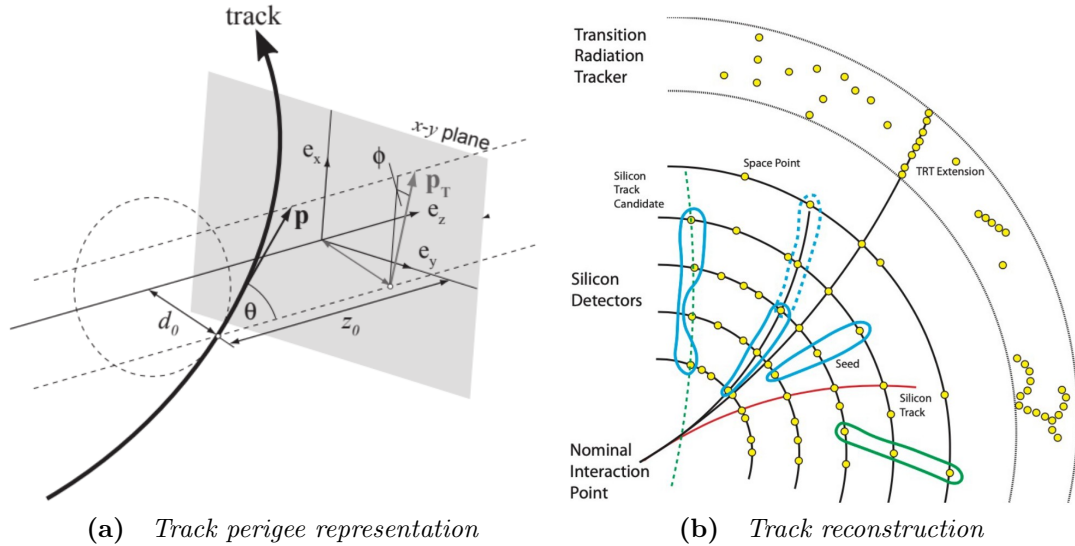 track
x-y plane
e_x
ϕ
p_T
p
e_z
e_y
θ
d_0
z_0
(a) Track perigee representation
Transition
Radiation
Tracker
Space Point
TRT Extension
Silicon
Track
Candidate
Silicon
Detectors
Seed
Silicon
Track
Nominal
Interaction
Point
(b) Track reconstruction